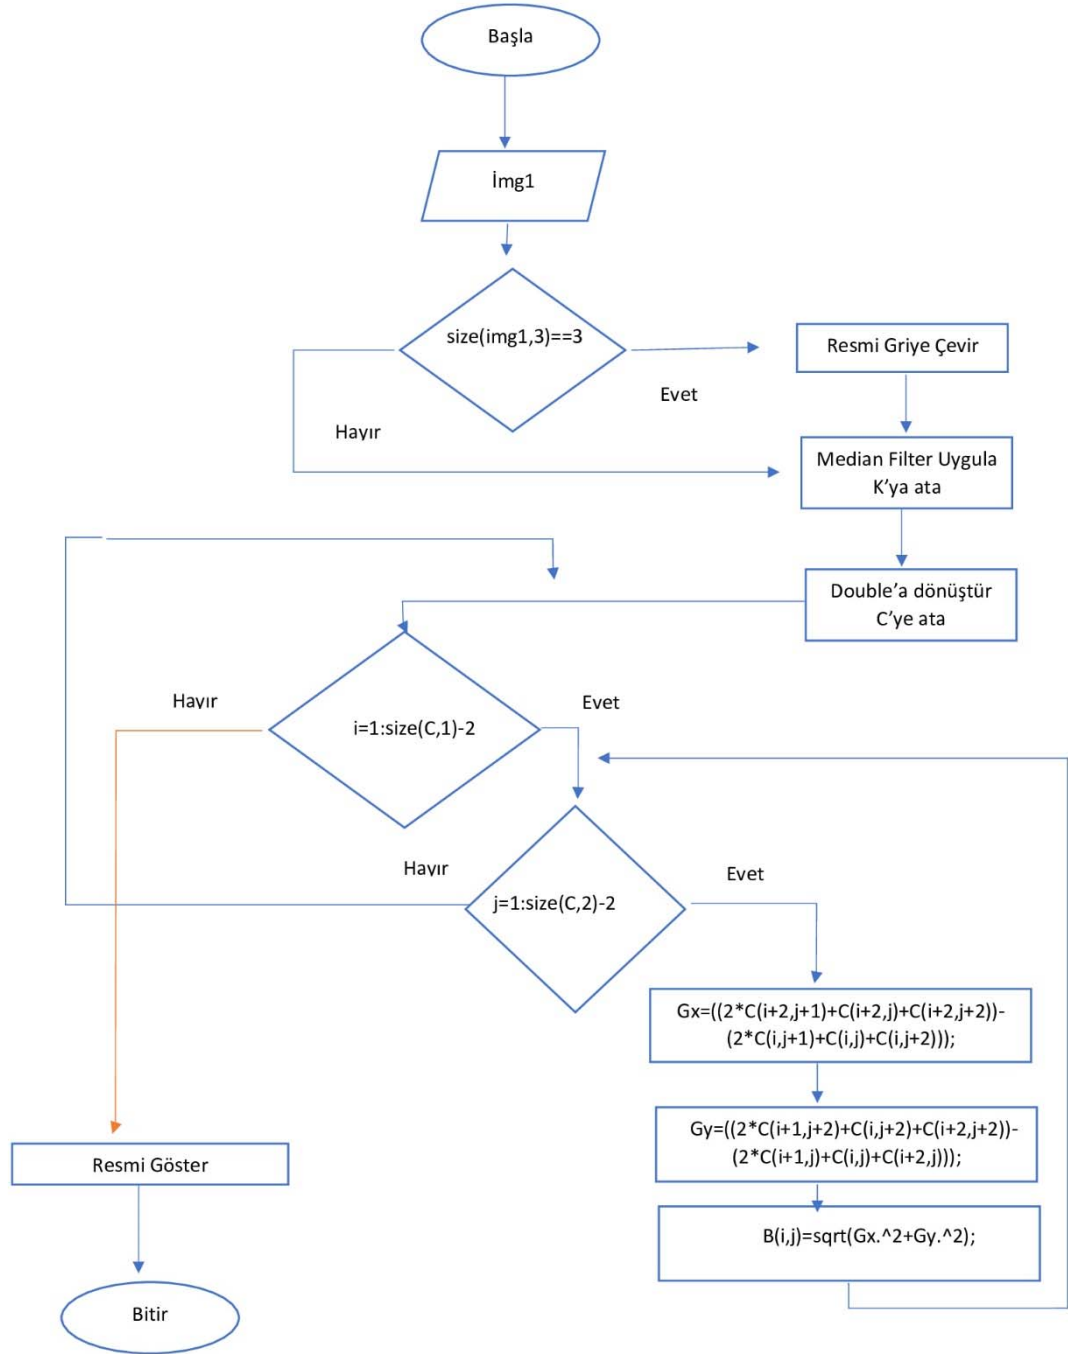 Başla
İmg1
size(img1,3)==3
Resmi Griye Çevir
Evet
Hayır
Median Filter Uygula
K’ya ata
Double’a dönüştür
C’ye ata
Hayır
Evet
i=1:size(C,1)-2
Hayır
Evet
j=1:size(C,2)-2
Gx=((2*C(i+2,j+1)+C(i+2,j)+C(i+2,j+2))-
(2*C(i,j+1)+C(i,j)+C(i,j+2)));
Gy=((2*C(i+1,j+2)+C(i,j+2)+C(i+2,j+2))-
(2*C(i+1,j)+C(i,j)+C(i+2,j)));
B(i,j)=sqrt(Gx.^2+Gy.^2);
Resmi Göster
Bitir